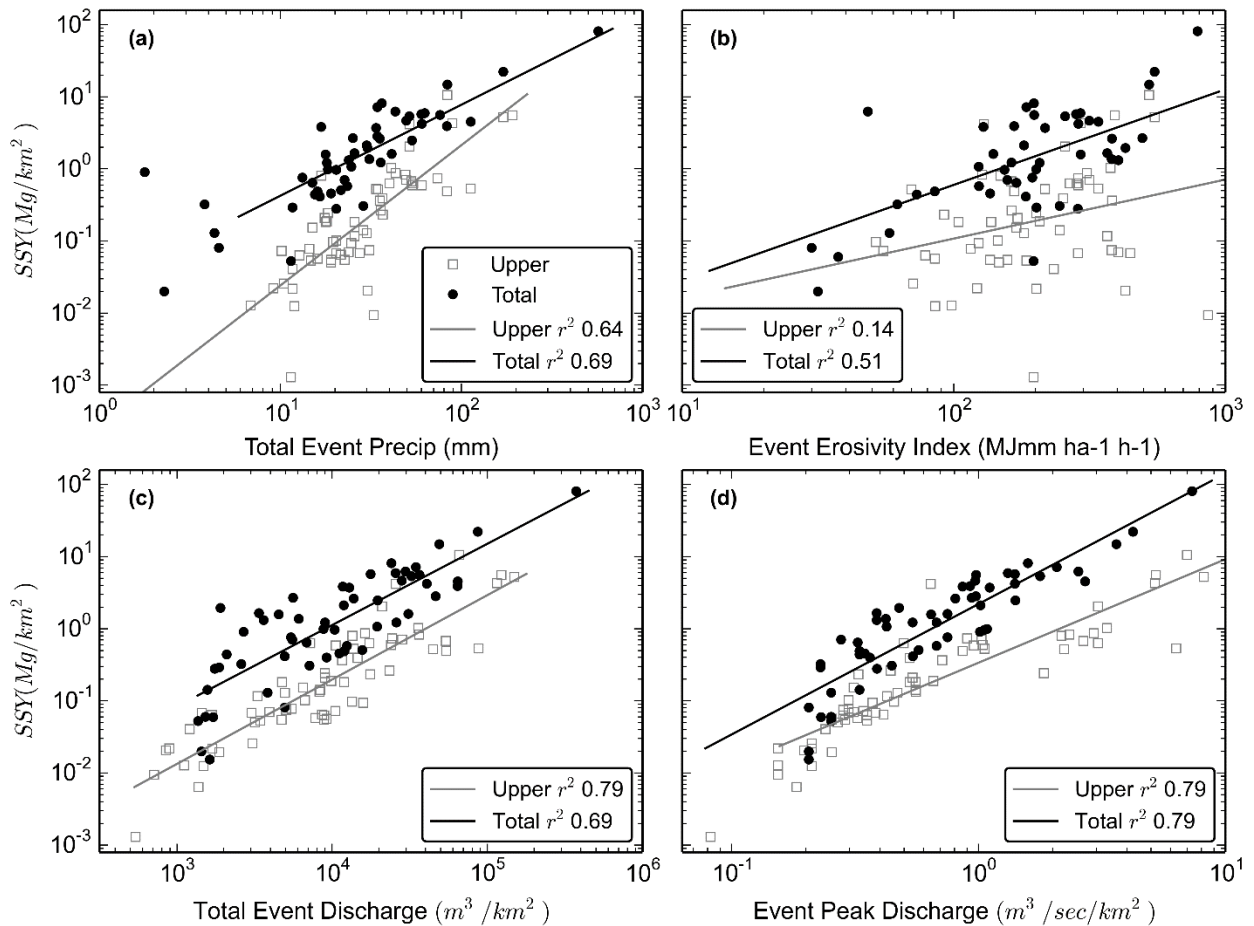 (a)
(b)
SSY(Mg/km²)
10²
10¹
10⁰
10⁻¹
10⁻²
10⁻³
Upper
Total
Upper r² 0.64
Total r² 0.69
Upper r² 0.14
Total r² 0.51
10⁰ 10¹ 10² 10³
10¹ 10² 10³
Total Event Precip (mm)
Event Erosivity Index (MJmm ha-1 h-1)
(c)
(d)
SSY(Mg/km²)
10²
10¹
10⁰
10⁻¹
10⁻²
10⁻³
Upper r² 0.79
Total r² 0.69
Upper r² 0.79
Total r² 0.79
10³ 10⁴ 10⁵ 10⁶
10⁻¹ 10⁰ 10¹
Total Event Discharge (m³/km²)
Event Peak Discharge (m³/sec/km²)